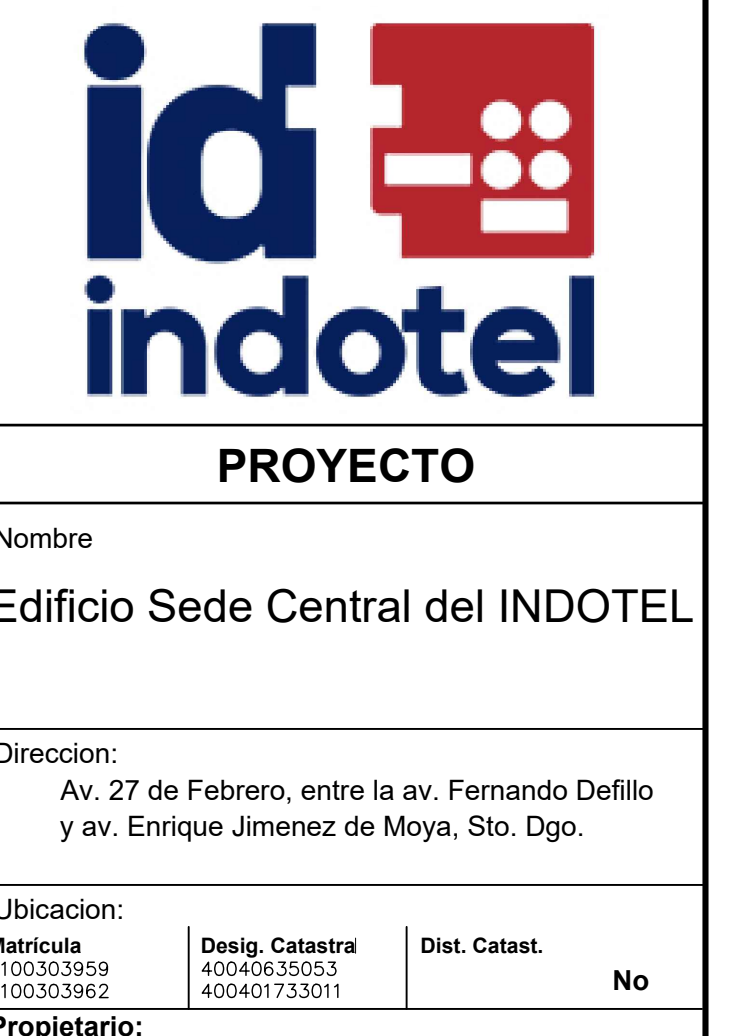 id
indotel
PROYECTO
Nombre
Edificio Sede Central del INDOTEL
Direccion:
Av. 27 de Febrero, entre la av. Fernando Defillo
y av. Enrique Jimenez de Moya, Sto. Dgo.
Ubicacion:
Matrícula Desig. Catastral Dist. Catast.
100303959 40040635053
100303962 400401733011
No
Propietario: